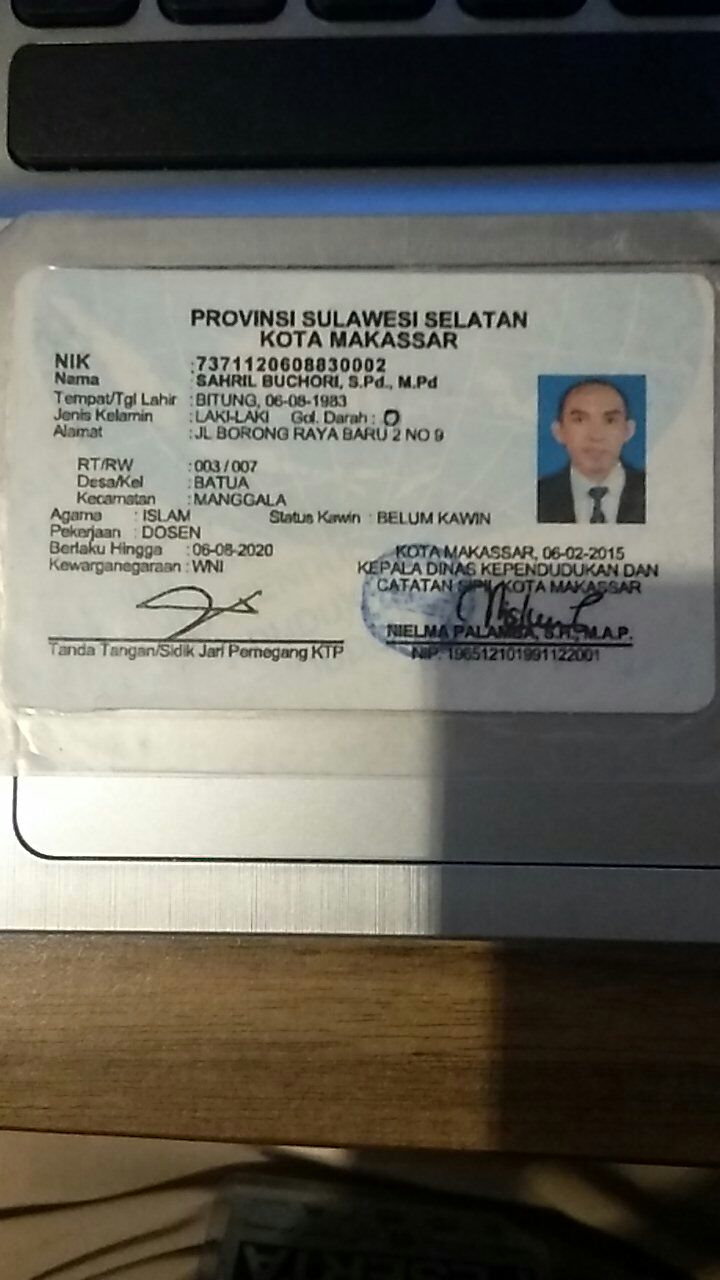 PROVINSI SULAWESI SELATAN
KOTA MAKASSAR
NIK : 7371120608830002
Nama : SAHRIL BUCHORI, S.Pd., M.Pd
Tempat/Tgl Lahir : BITUNG, 06-08-1983
Jenis Kelamin : LAKI-LAKI Gol. Darah : O
Alamat : JL BORONG RAYA BARU 2 NO 9
RT/RW : 003 / 007
Desa/Kel : BATUA
Kecamatan : MANGGALA
Agama : ISLAM Status Kawin : BELUM KAWIN
Pekerjaan : DOSEN
Berlaku Hingga : 06-08-2020
Kewarganegaraan : WNI
KOTA MAKASSAR, 06-02-2015
KEPALA DINAS KEPENDUDUKAN DAN
CATATAN SIPIL KOTA MAKASSAR
NIELMA PALAMBA, S.H., M.A.P.
NIP. 196512101991122001
Tanda Tangan/Sidik Jari Pemegang KTP